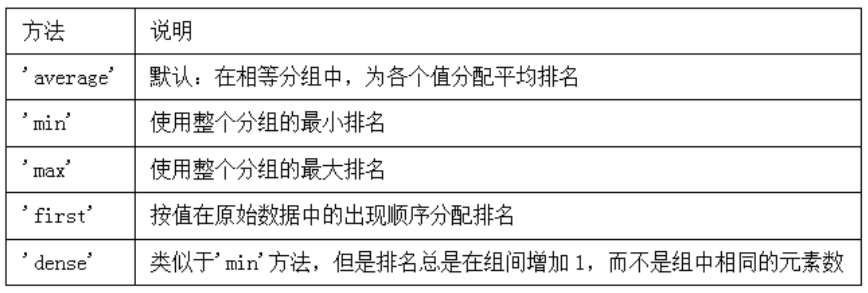 方法 说明
'average' 默认：在相等分组中，为各个值分配平均排名
'min' 使用整个分组的最小排名
'max' 使用整个分组的最大排名
'first' 按值在原始数据中的出现顺序分配排名
'dense' 类似于'min'方法，但是排名总是在组间增加1，而不是组中相同的元素数